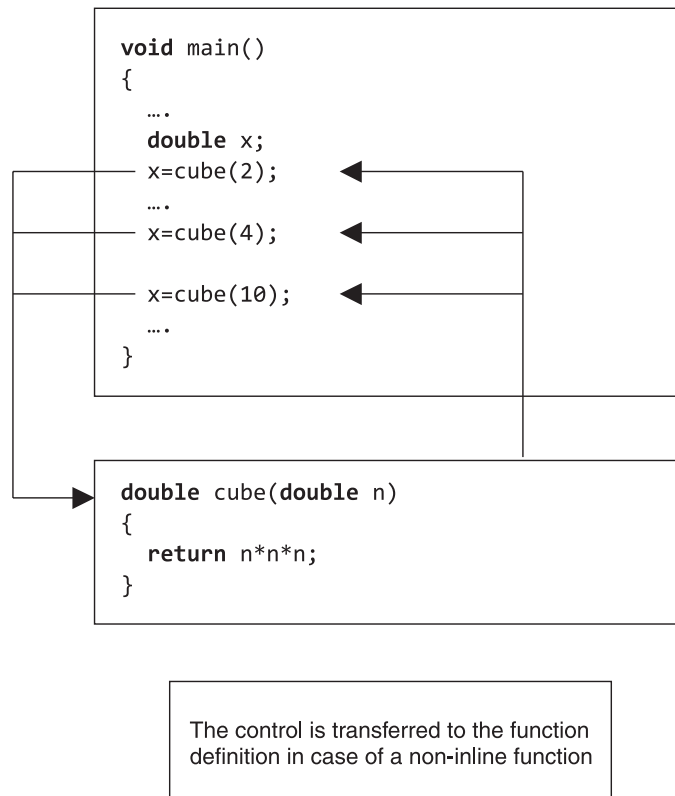 void main()
{
….
double x;
x=cube(2);
….
x=cube(4);
x=cube(10);
….
}
double cube(double n)
{
return n*n*n;
}
The control is transferred to the function
definition in case of a non-inline function